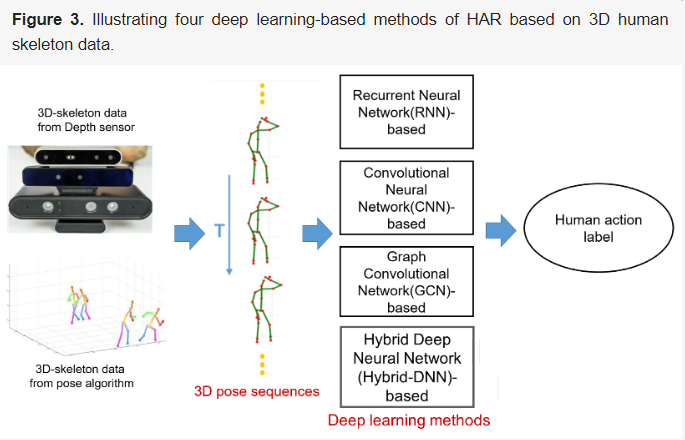 Figure 3. Illustrating four deep learning-based methods of HAR based on 3D human
skeleton data.
3D-skeleton data
from Depth sensor
3D-skeleton data
from pose algorithm
T
3D pose sequences
Recurrent Neural
Network(RNN)-
based
Convolutional
Neural
Network(CNN)-
based
Graph
Convolutional
Network(GCN)-
based
Hybrid Deep
Neural Network
(Hybrid-DNN)-
based
Deep learning methods
Human action
label